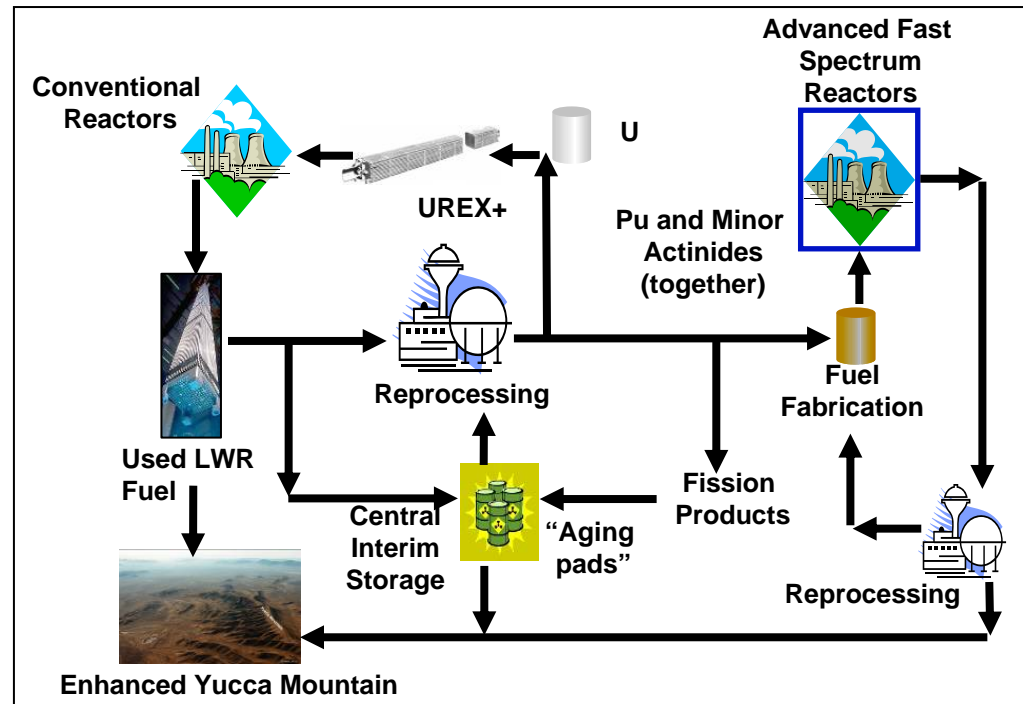 Advanced Fast
Spectrum
Reactors
Conventional
Reactors
U
UREX+
Pu and Minor
Actinides
(together)
Reprocessing
Fuel
Fabrication
Used LWR
Fuel
Central
Interim
Storage
“Aging
pads”
Fission
Products
Reprocessing
Enhanced Yucca Mountain